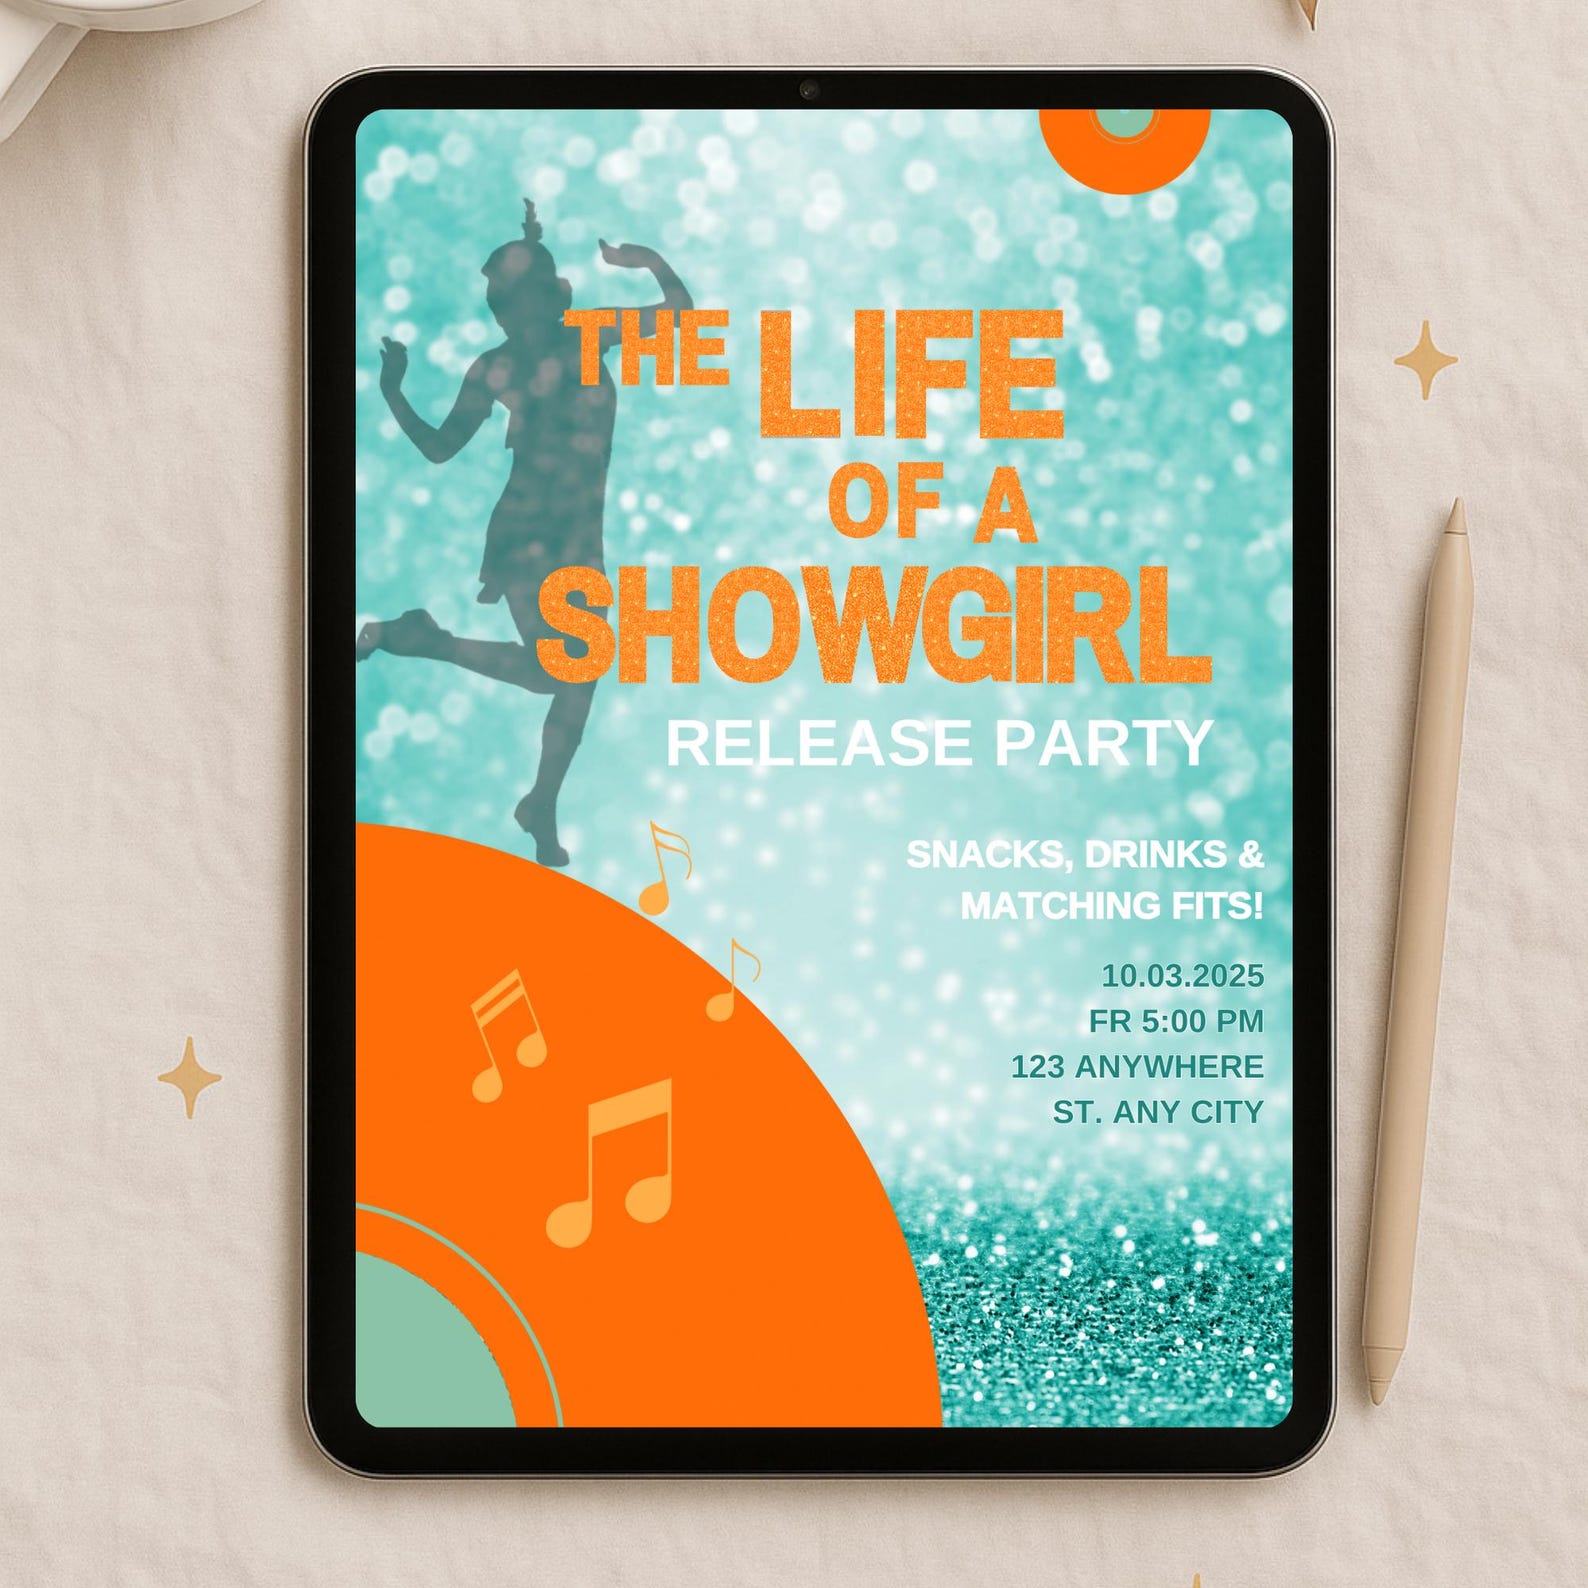 THE LIFE
OF A
SHOWGIRL
RELEASE PARTY
SNACKS, DRINKS &
MATCHING FITS!
10.03.2025
FR 5:00 PM
123 ANYWHERE
ST. ANY CITY